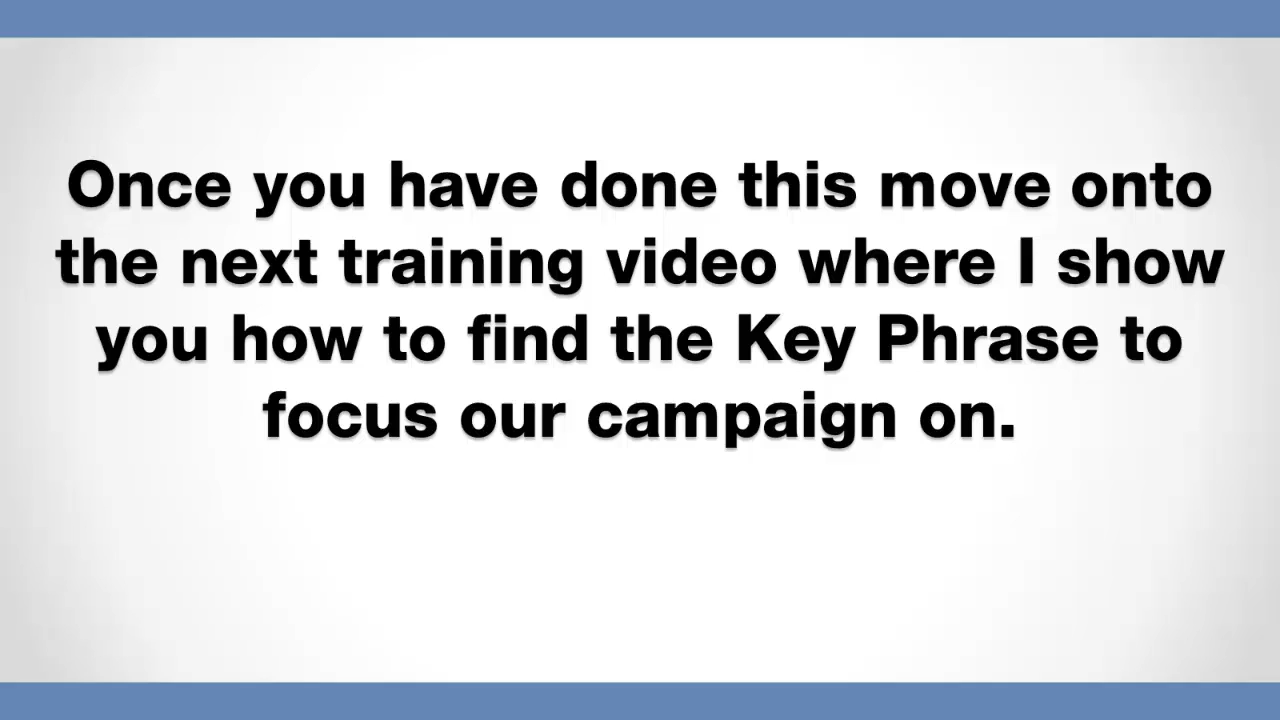 Once you have done this move onto
the next training video where I show
you how to find the Key Phrase to
focus our campaign on.